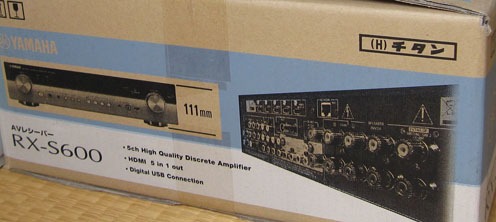 YAMAHA
(H) チタン
111mm
AVレシーバー
RX-S600
• 5ch High Quality Discrete Amplifier
• HDMI 5 in 1 out
• Digital USB Connection